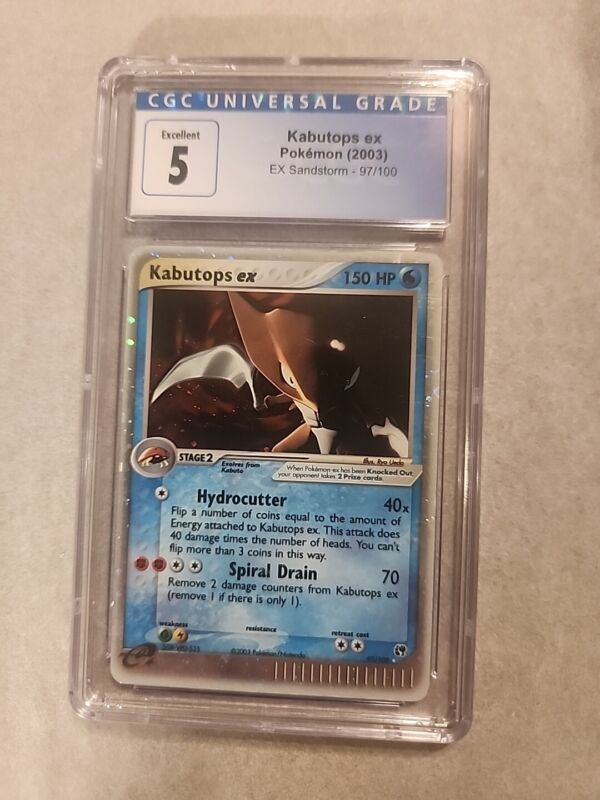 CGC UNIVERSAL GRADE
Excellent
5
Kabutops ex
Pokémon (2003)
EX Sandstorm - 97/100
Kabutops ex
150 HP
STAGE 2
Evolves from
Kabuto
Illus. Ryo Ueda
When Pokémon-ex has been Knocked Out,
your opponent takes 2 Prize cards.
Hydrocutter 40x
Flip a number of coins equal to the amount of
Energy attached to Kabutops ex. This attack does
40 damage times the number of heads. You can't
flip more than 3 coins in this way.
Spiral Drain 70
Remove 2 damage counters from Kabutops ex
(remove 1 if there is only 1).
weakness
resistance
retreat cost
©2003 Pokémon/Nintendo
97/100
e